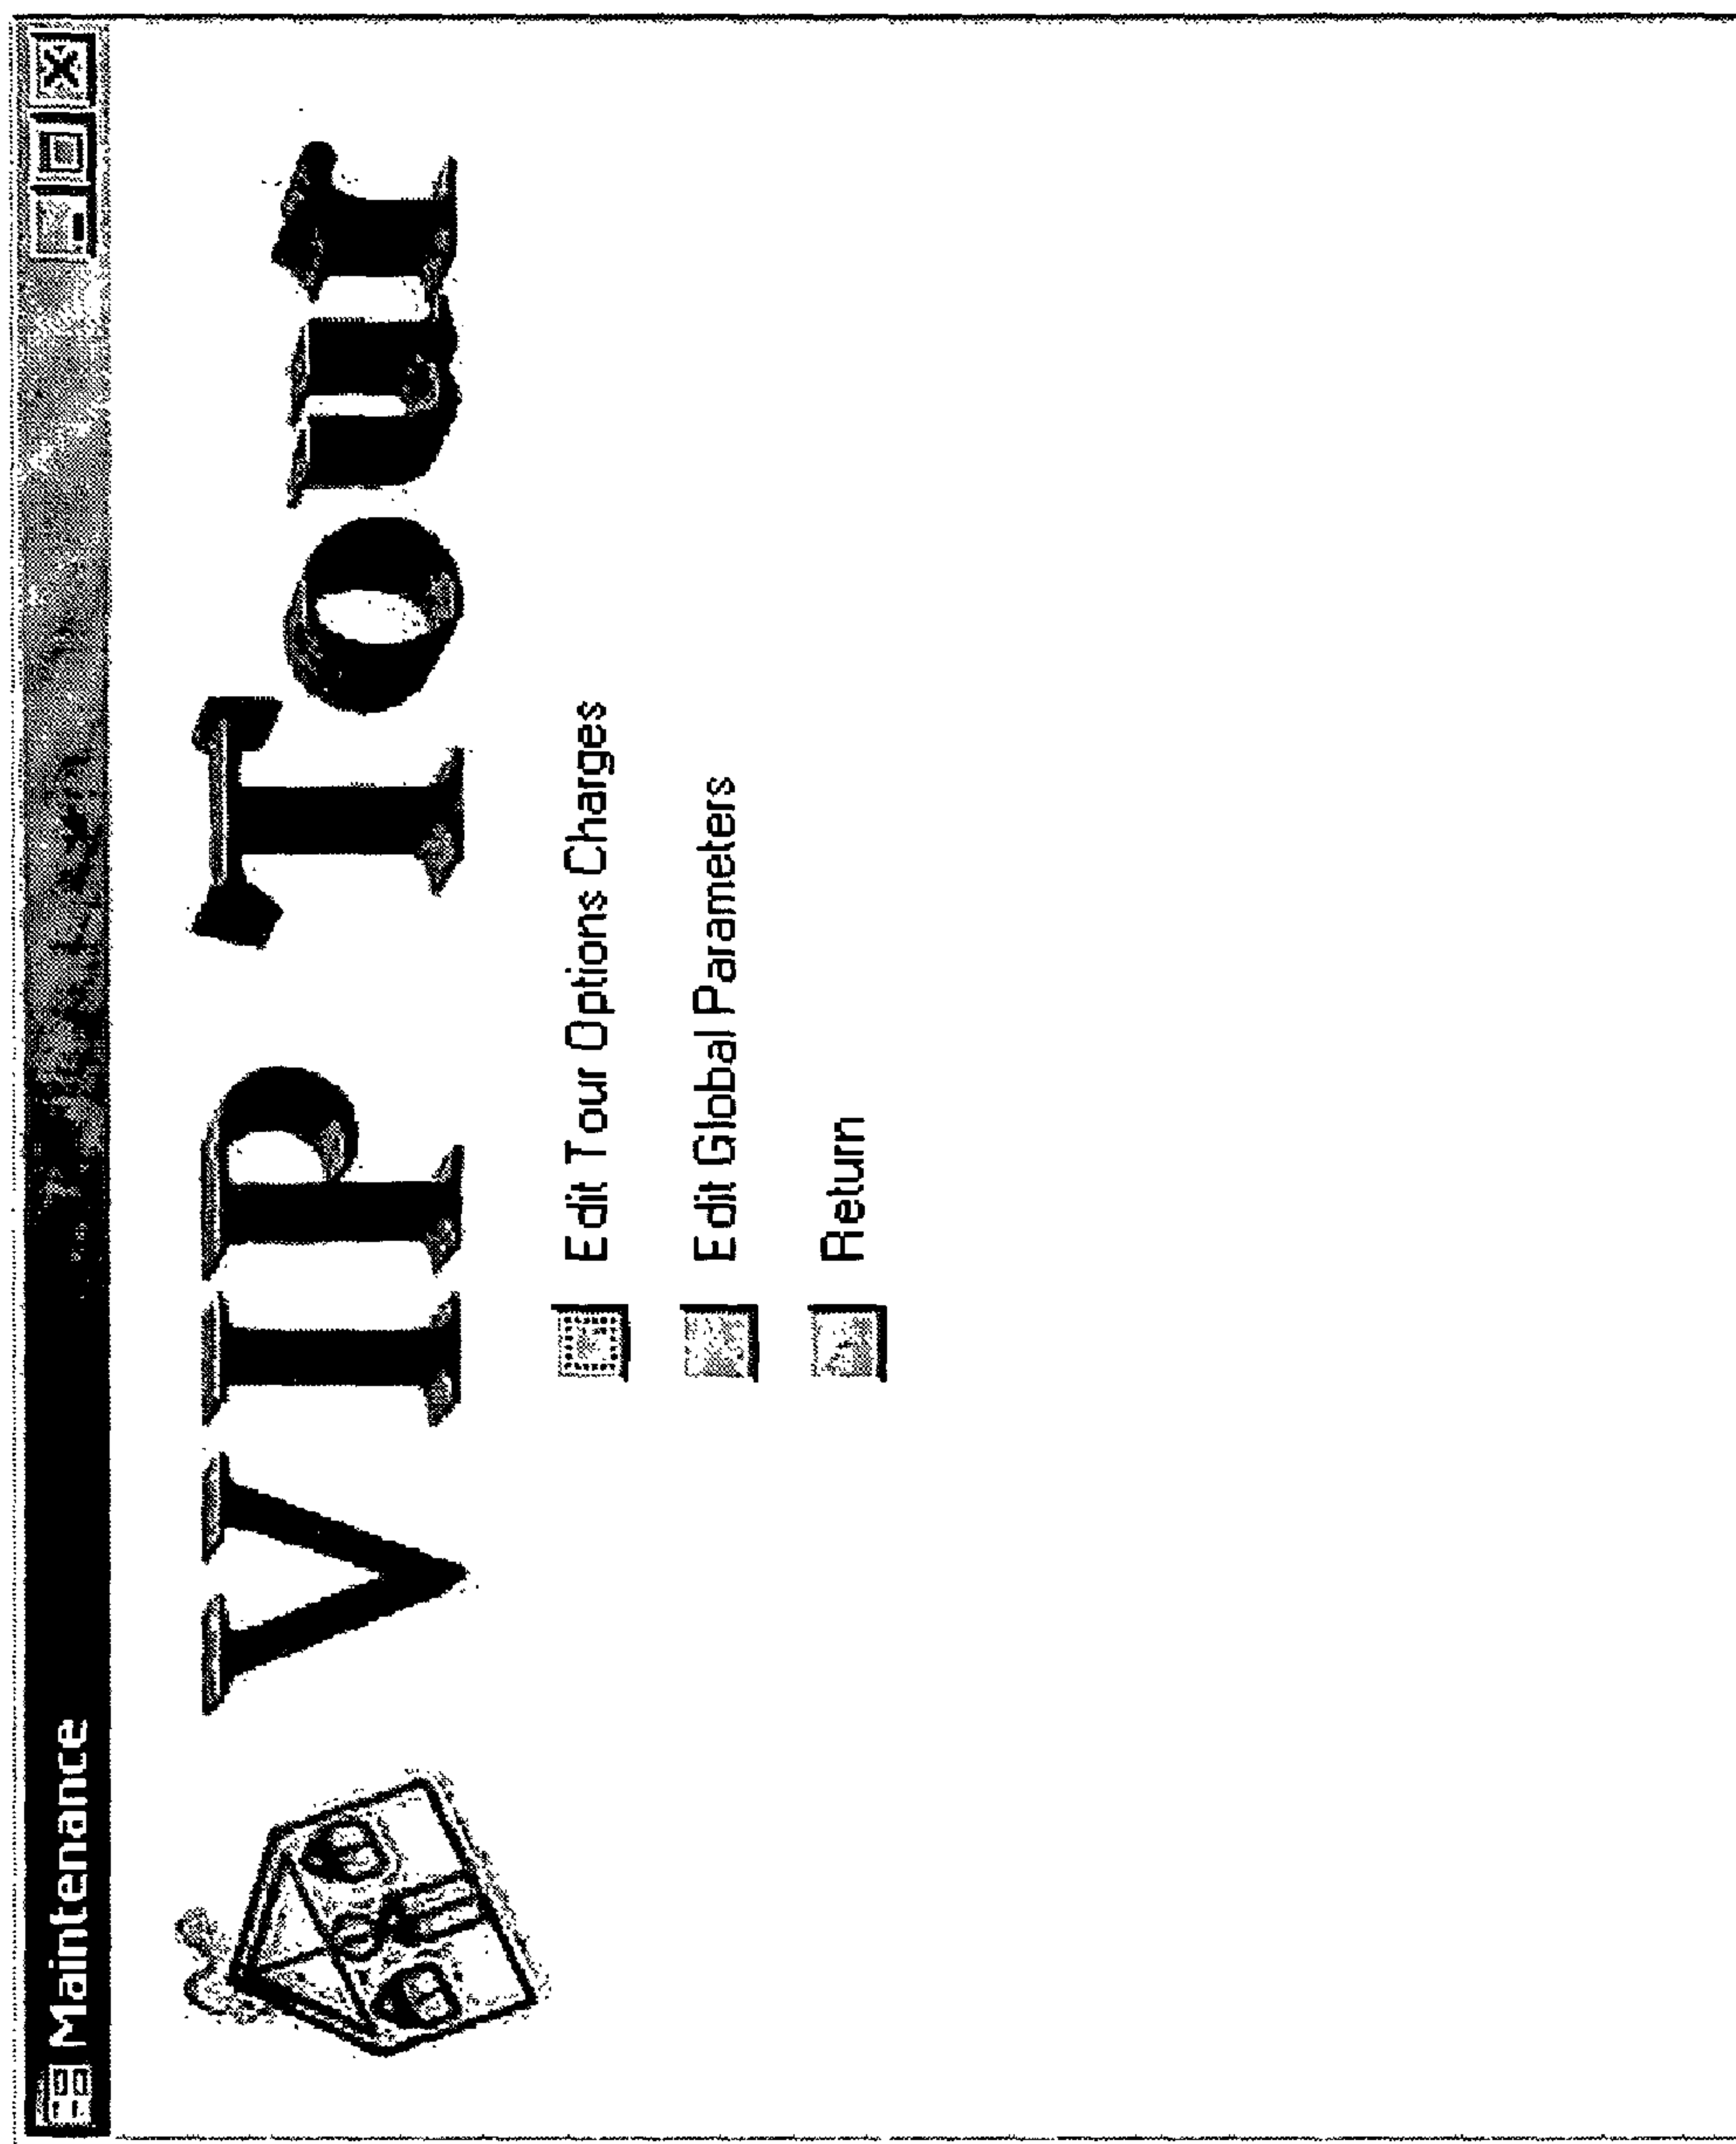 Maintenance
VIP Tour
Edit Tour Options Charges
Edit Global Parameters
Return